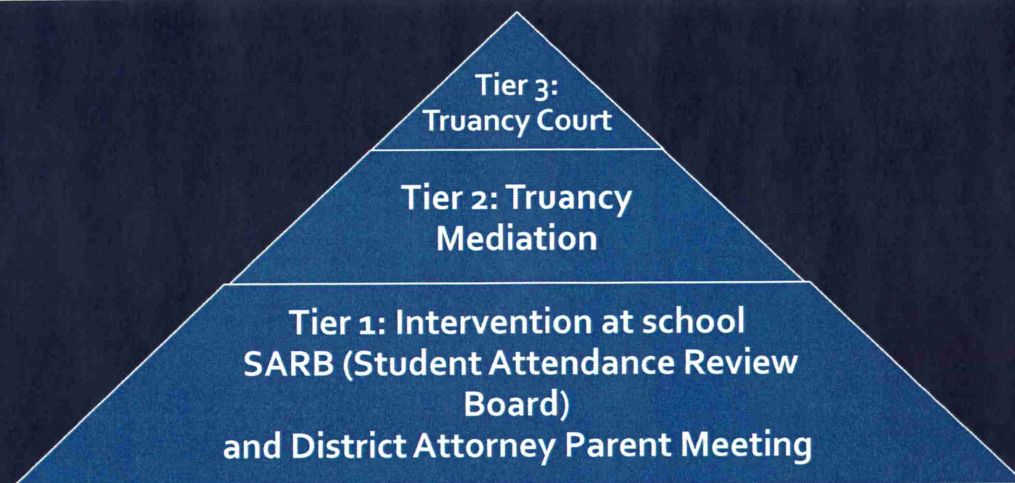 Tier 3:
Truancy Court
Tier 2: Truancy
Mediation
Tier 1: Intervention at school
SARB (Student Attendance Review
Board)
and District Attorney Parent Meeting